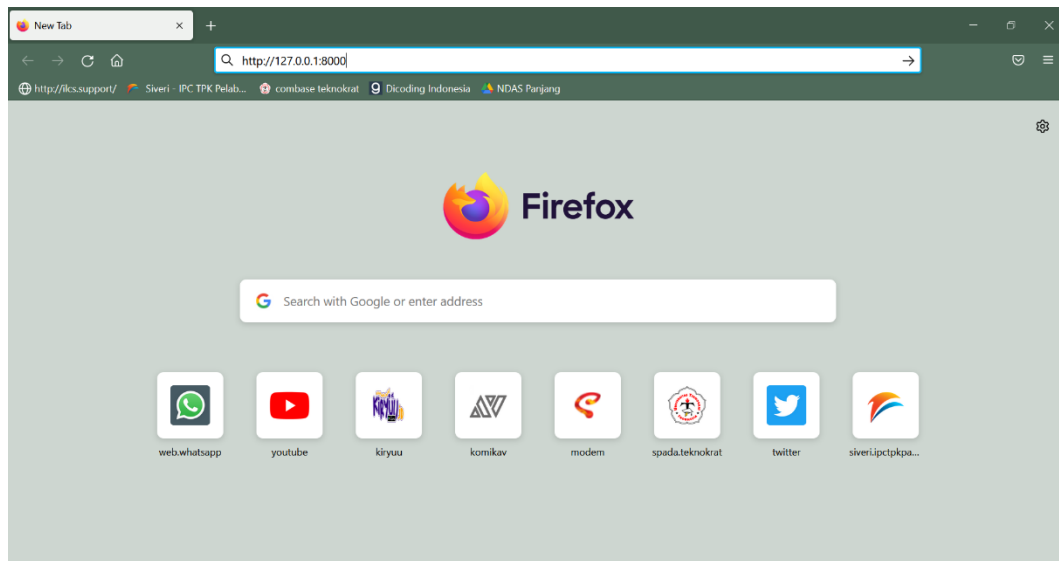 New Tab
http://127.0.0.1:8000
http://ilcs.support/ Siveri - IPC TPK Pelab... combase teknokrat Dicoding Indonesia NDAS Panjang
Firefox
Search with Google or enter address
web.whatsapp youtube kiryuu komikav modem spada.teknokrat twitter siveri.ipctpkpa...